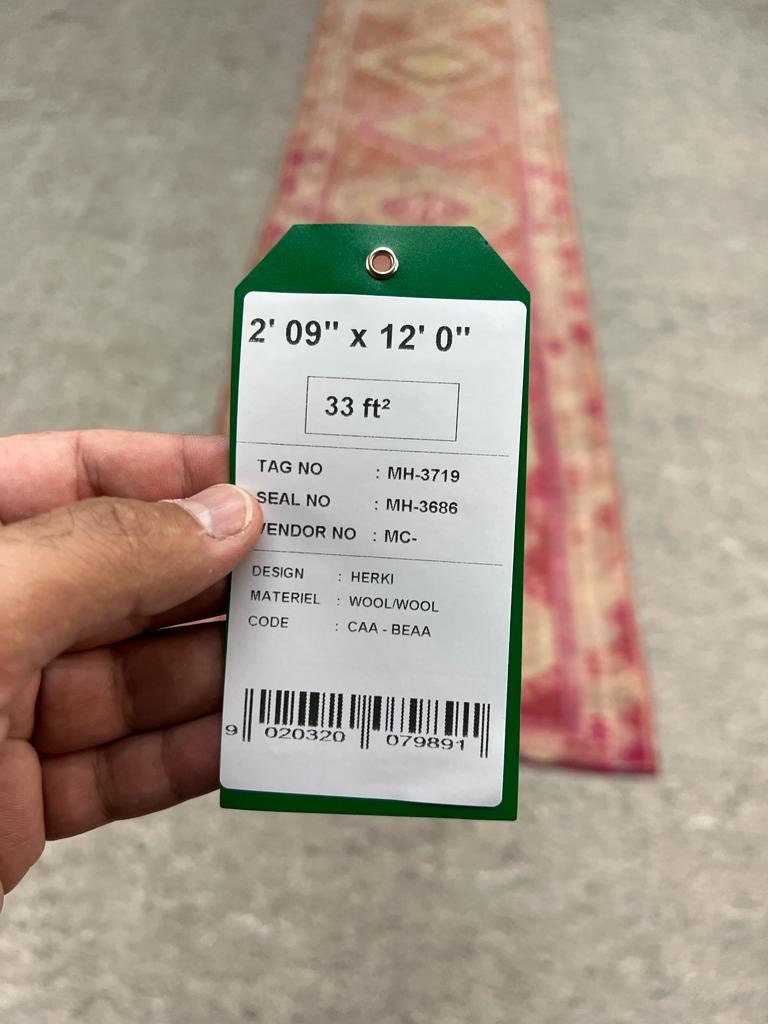 2' 09" x 12' 0"
33 ft²
TAG NO : MH-3719
SEAL NO : MH-3686
VENDOR NO : MC-
DESIGN : HERKI
MATERIEL : WOOL/WOOL
CODE : CAA - BEAA
9 020320 079891